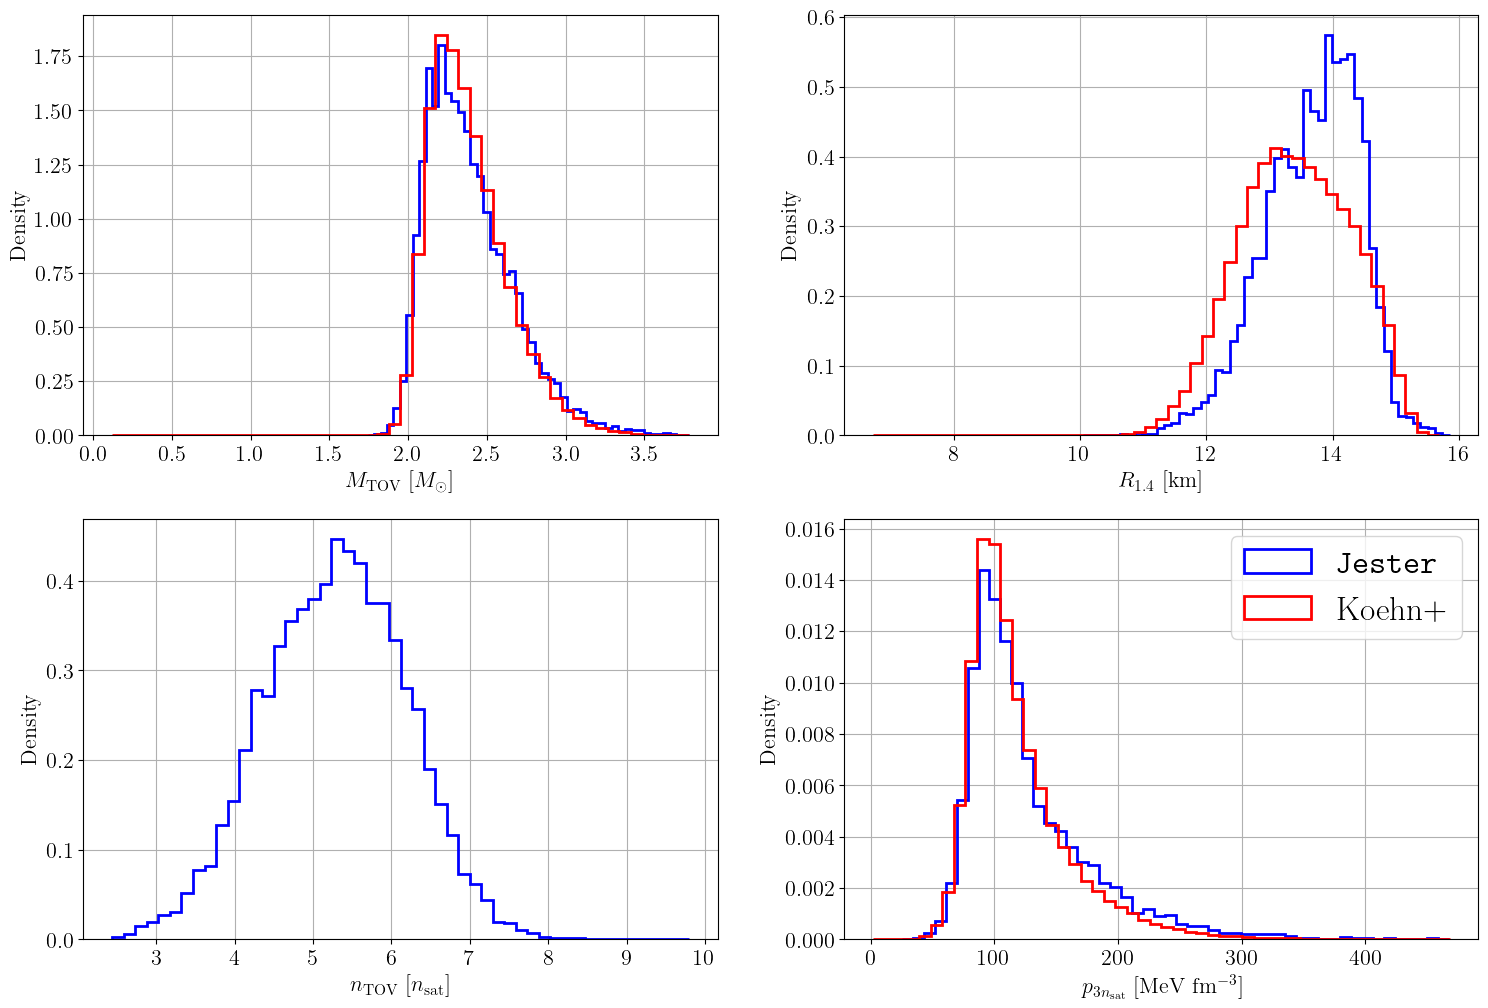 Density
1.75
1.50
1.25
1.00
0.75
0.50
0.25
0.00
0.0 0.5 1.0 1.5 2.0 2.5 3.0 3.5
M_TOV [M_⊙]
Density
0.6
0.5
0.4
0.3
0.2
0.1
0.0
8 10 12 14 16
R_1.4 [km]
Density
0.4
0.3
0.2
0.1
0.0
3 4 5 6 7 8 9 10
n_TOV [n_sat]
Density
0.016
0.014
0.012
0.010
0.008
0.006
0.004
0.002
0.000
0 100 200 300 400
p_3n_sat [MeV fm⁻³]
Jester
Koehn+